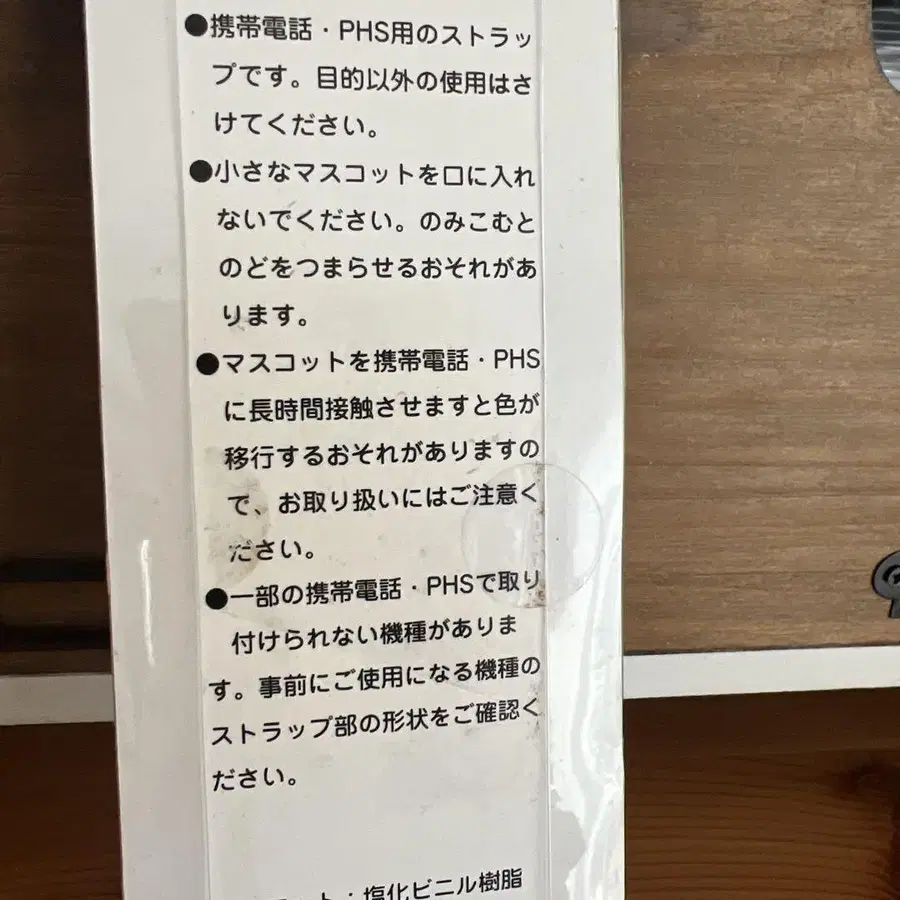 ●携帯電話・PHS用のストラッ
プです。目的以外の使用はさ
けてください。
●小さなマスコットを口に入れ
ないでください。のみこむと
のどをつまらせるおそれがあ
ります。
●マスコットを携帯電話・PHS
に長時間接触させますと色が
移行するおそれがありますの
で、お取り扱いにはご注意く
ださい。
●一部の携帯電話・PHSで取り
付けられない機種がありま
す。事前にご使用になる機種の
ストラップ部の形状をご確認く
ださい。
ット：塩化ビニル樹脂